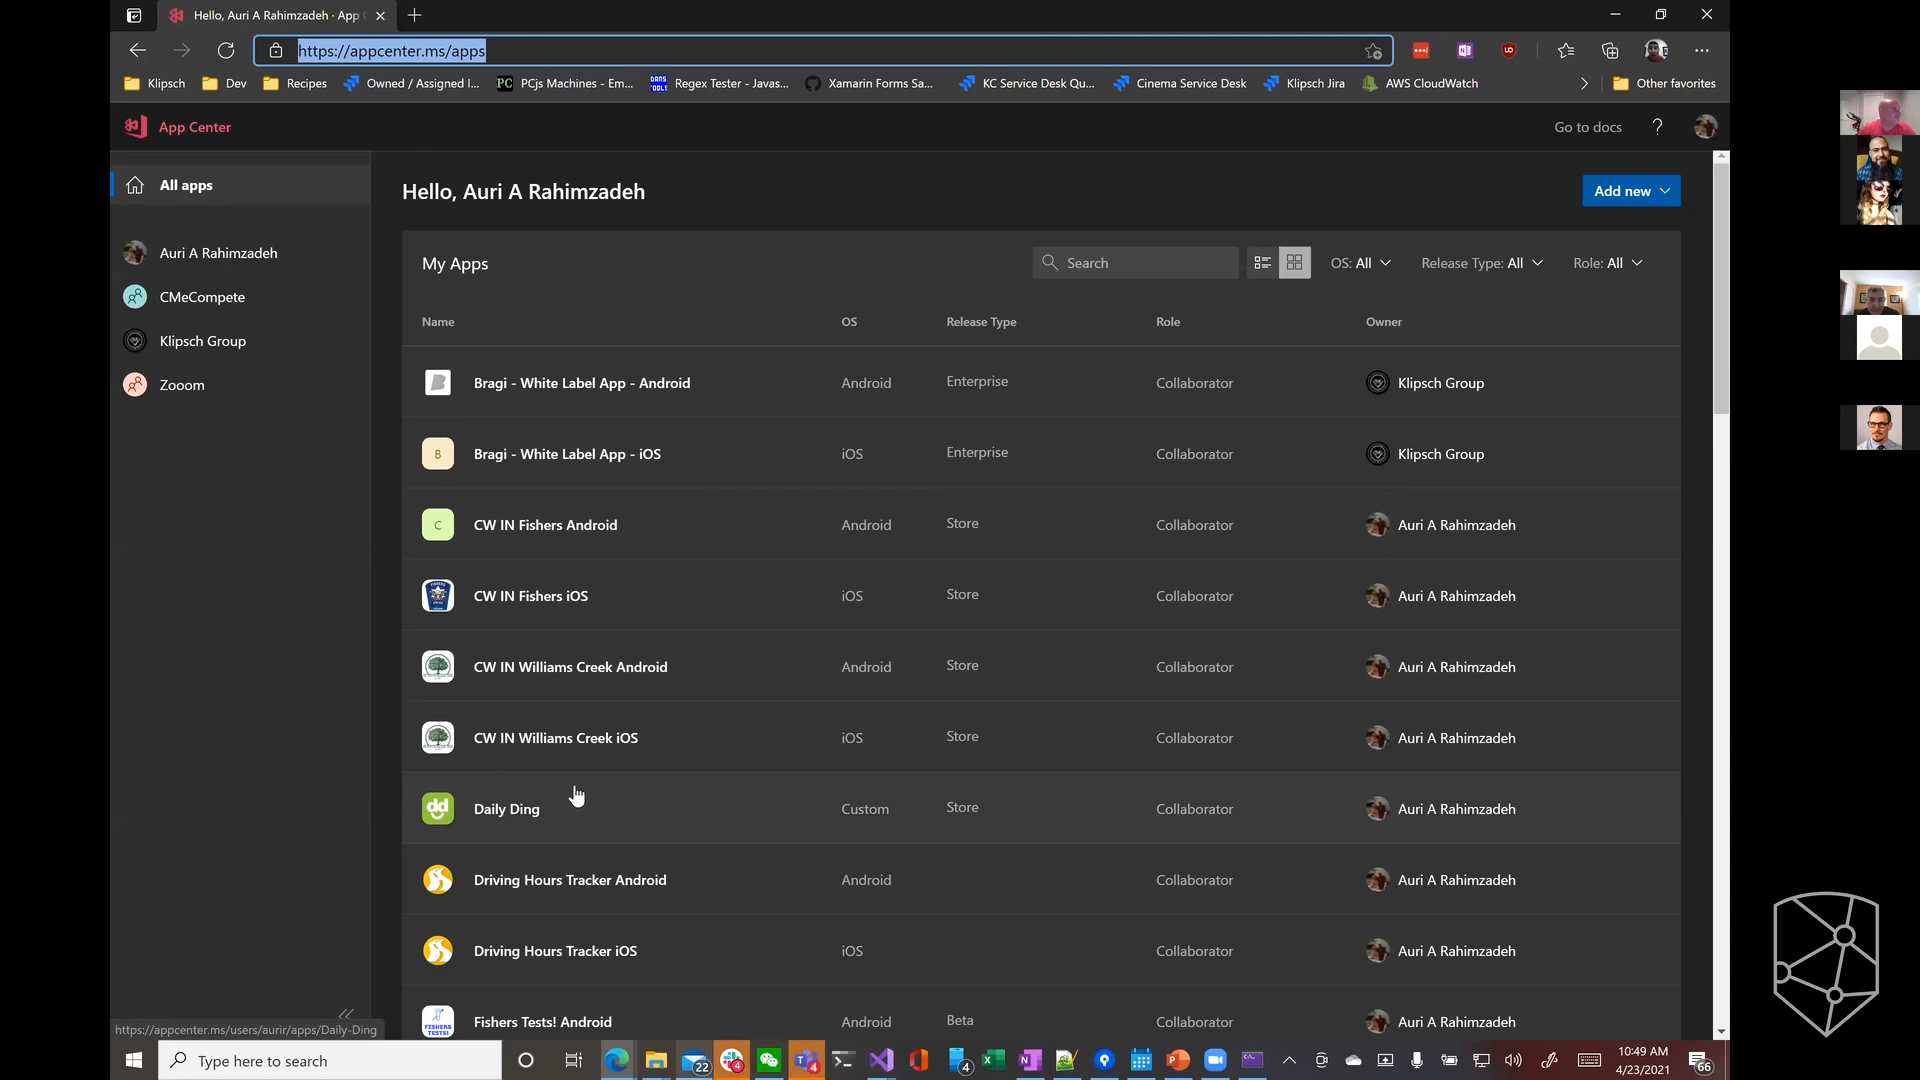 Hello, Auri A Rahimzadeh · App C
https://appcenter.ms/apps
Klipsch
Dev
Recipes
Owned / Assigned I...
PCjs Machines - Em...
Regex Tester - Javas...
Xamarin Forms Sa...
KC Service Desk Qu...
Cinema Service Desk
Klipsch Jira
AWS CloudWatch
Other favorites
App Center
Go to docs
?
All apps
Auri A Rahimzadeh
CMeCompete
Klipsch Group
Zooom
Hello, Auri A Rahimzadeh
Add new
My Apps
Search
OS: All
Release Type: All
Role: All
Name OS Release Type Role Owner
Bragi - White Label App - Android Android Enterprise Collaborator Klipsch Group
B Bragi - White Label App - iOS iOS Enterprise Collaborator Klipsch Group
C CW IN Fishers Android Android Store Collaborator Auri A Rahimzadeh
CW IN Fishers iOS iOS Store Collaborator Auri A Rahimzadeh
CW IN Williams Creek Android Android Store Collaborator Auri A Rahimzadeh
CW IN Williams Creek iOS iOS Store Collaborator Auri A Rahimzadeh
dd Daily Ding Custom Store Collaborator Auri A Rahimzadeh
Driving Hours Tracker Android Android Collaborator Auri A Rahimzadeh
Driving Hours Tracker iOS iOS Collaborator Auri A Rahimzadeh
FISHERS TESTS! Fishers Tests! Android Android Beta Collaborator Auri A Rahimzadeh
https://appcenter.ms/users/aurir/apps/Daily-Ding
Type here to search
22
4
4
4
10:49 AM
4/23/2021
66